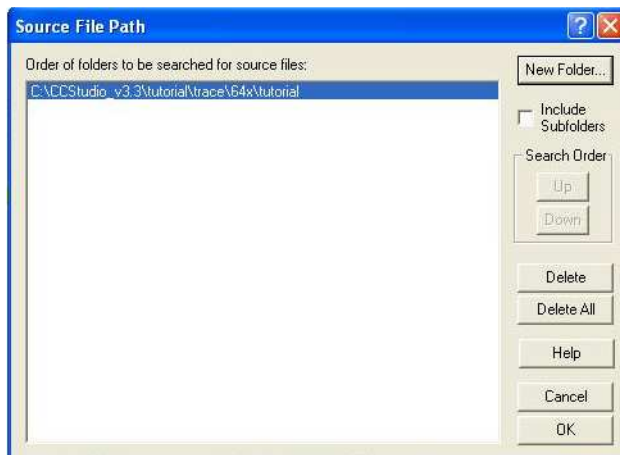 Source File Path
Order of folders to be searched for source files:
C:\CCStudio_v3.3\tutorial\trace\64x\tutorial
New Folder...
Include
Subfolders
Search Order
Up
Down
Delete
Delete All
Help
Cancel
OK